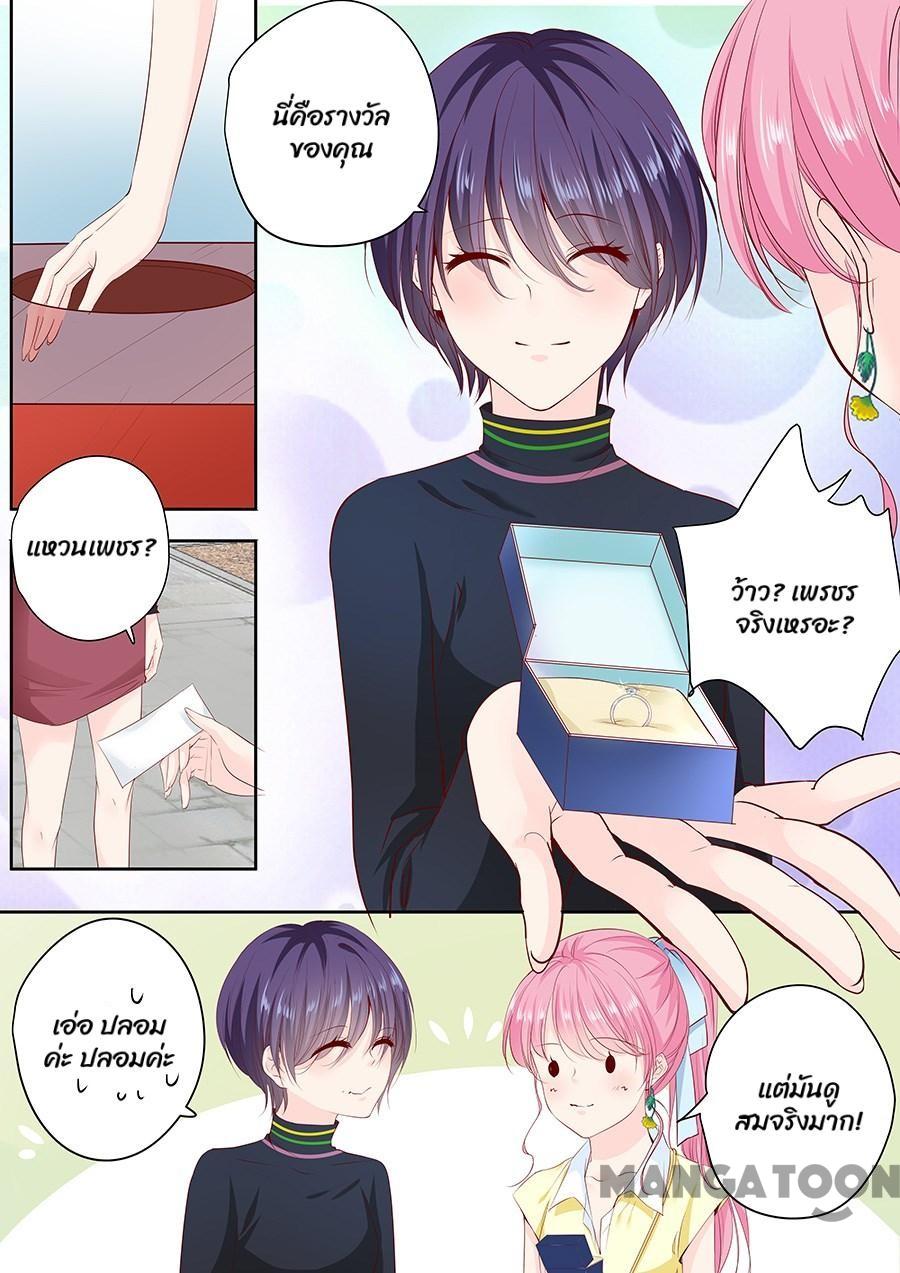 นี่คือรางวัล
ของคุณ
แหวนเพชร?
ว้าว? เพรชร
จริงเหรอะ?
เอ่อ ปลอม
ค่ะ ปลอมค่ะ
แต่มันดู
สมจริงมาก!
MANGATOON